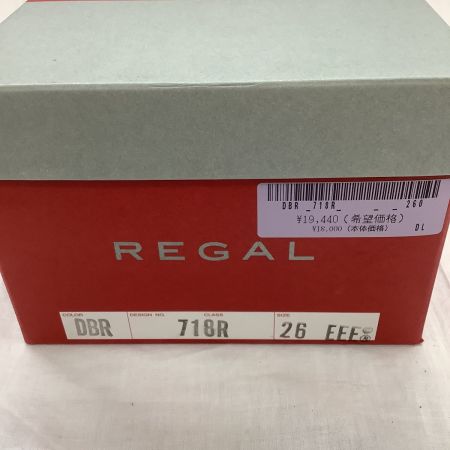 DBR _718R_ _ _ 260
¥19,440 (希望価格)
¥18,000 (本体価格) DL
REGAL
COLOR DBR DESIGN NO. 718R CLASS SIZE 26 EEE